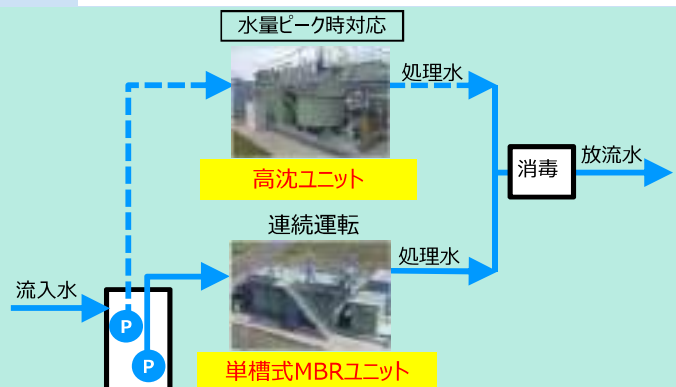 水量ピーク時対応
処理水
高沈ユニット
消毒
放流水
連続運転
処理水
流入水
P
P
単槽式MBRユニット